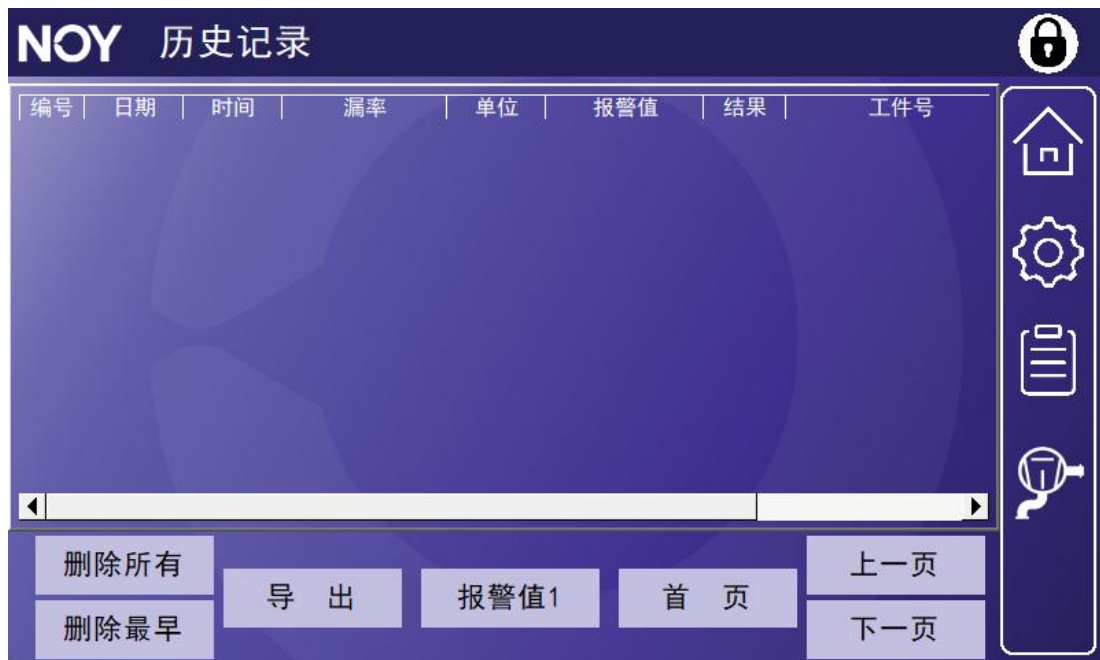 NOY 历史记录
编号 日期 时间 漏率 单位 报警值 结果 工件号
删除所有
导 出
报警值1
首 页
上一页
删除最早
下一页